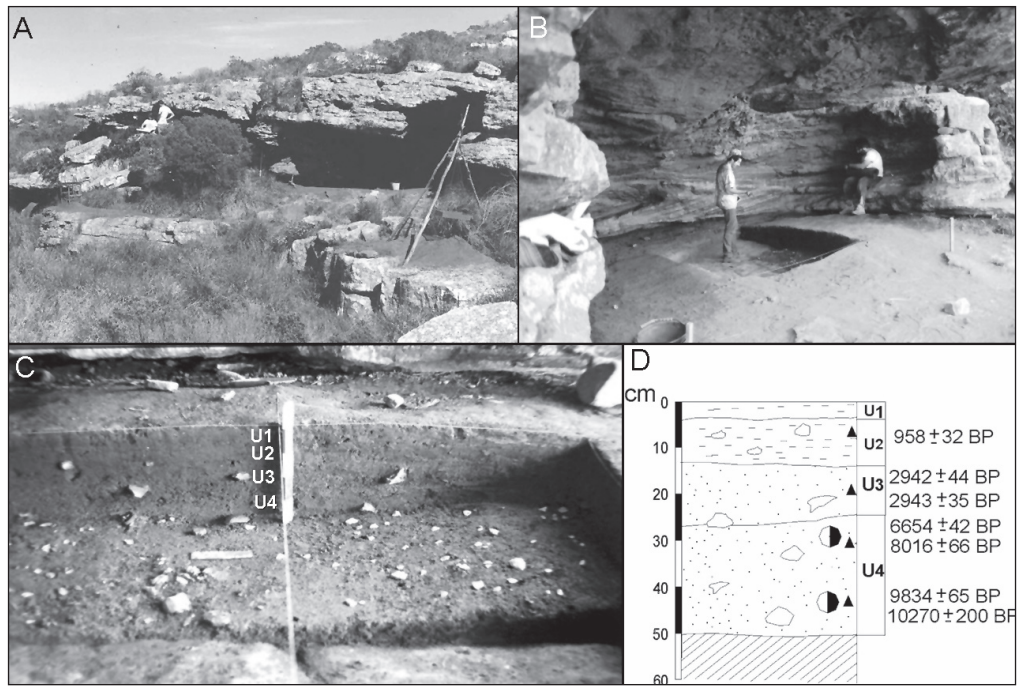 A
B
C
U1
U2
U3
U4
D
cm
0
10
20
30
40
50
60
U1
U2
U3
U4
958 ± 32 BP
2942 ± 44 BP
2943 ± 35 BP
6654 ± 42 BP
8016 ± 66 BP
9834 ± 65 BP
10270 ± 200 BP